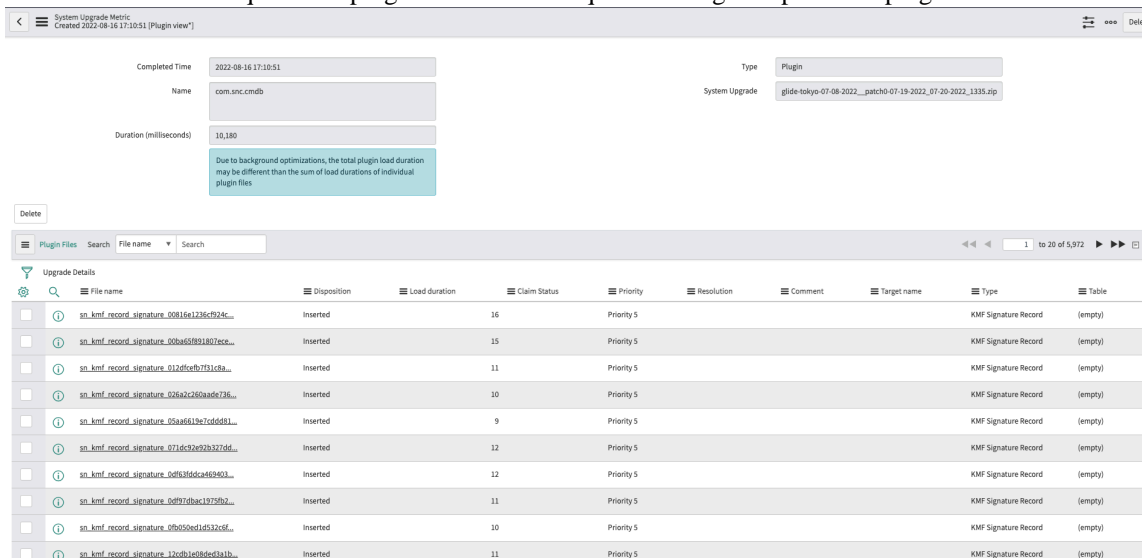 System Upgrade Metric
Created 2022-08-16 17:10:51 [Plugin view*]
Dele
Completed Time 2022-08-16 17:10:51
Type Plugin
Name com.snc.cmdb
System Upgrade glide-tokyo-07-08-2022__patch0-07-19-2022_07-20-2022_1335.zip
Duration (milliseconds) 10,180
Due to background optimizations, the total plugin load duration
may be different than the sum of load durations of individual
plugin files
Delete
Plugin Files Search File name Search 1 to 20 of 5,972
Upgrade Details
File name Disposition Load duration Claim Status Priority Resolution Comment Target name Type Table
sn_kmf_record_signature_00816e1236cf924c... Inserted 16 Priority 5 KMF Signature Record (empty)
sn_kmf_record_signature_00ba65f891807ece... Inserted 15 Priority 5 KMF Signature Record (empty)
sn_kmf_record_signature_012dfcefb7f31c8a... Inserted 11 Priority 5 KMF Signature Record (empty)
sn_kmf_record_signature_026a2c260aade736... Inserted 10 Priority 5 KMF Signature Record (empty)
sn_kmf_record_signature_05aa6619e7cddd81... Inserted 9 Priority 5 KMF Signature Record (empty)
sn_kmf_record_signature_071dc92e92b327dd... Inserted 12 Priority 5 KMF Signature Record (empty)
sn_kmf_record_signature_0df63fddca469403... Inserted 12 Priority 5 KMF Signature Record (empty)
sn_kmf_record_signature_0df97dbac1975fb2... Inserted 11 Priority 5 KMF Signature Record (empty)
sn_kmf_record_signature_0fb050ed1d532c6f... Inserted 10 Priority 5 KMF Signature Record (empty)
sn_kmf_record_signature_12cdb1e08ded3a1b... Inserted 11 Priority 5 KMF Signature Record (empty)